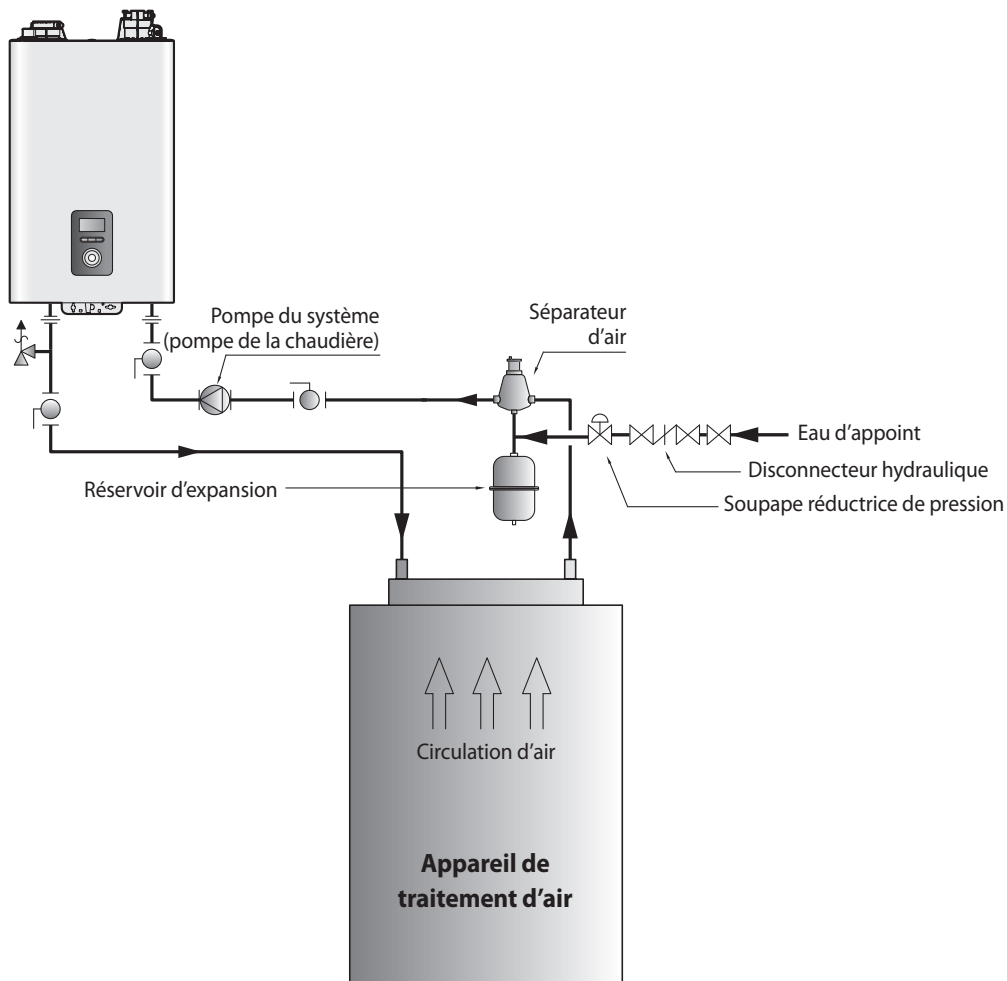 Pompe du système
(pompe de la chaudière)
Séparateur
d’air
Eau d’appoint
Disconnecteur hydraulique
Réservoir d’expansion
Soupape réductrice de pression
Circulation d’air
Appareil de
traitement d’air